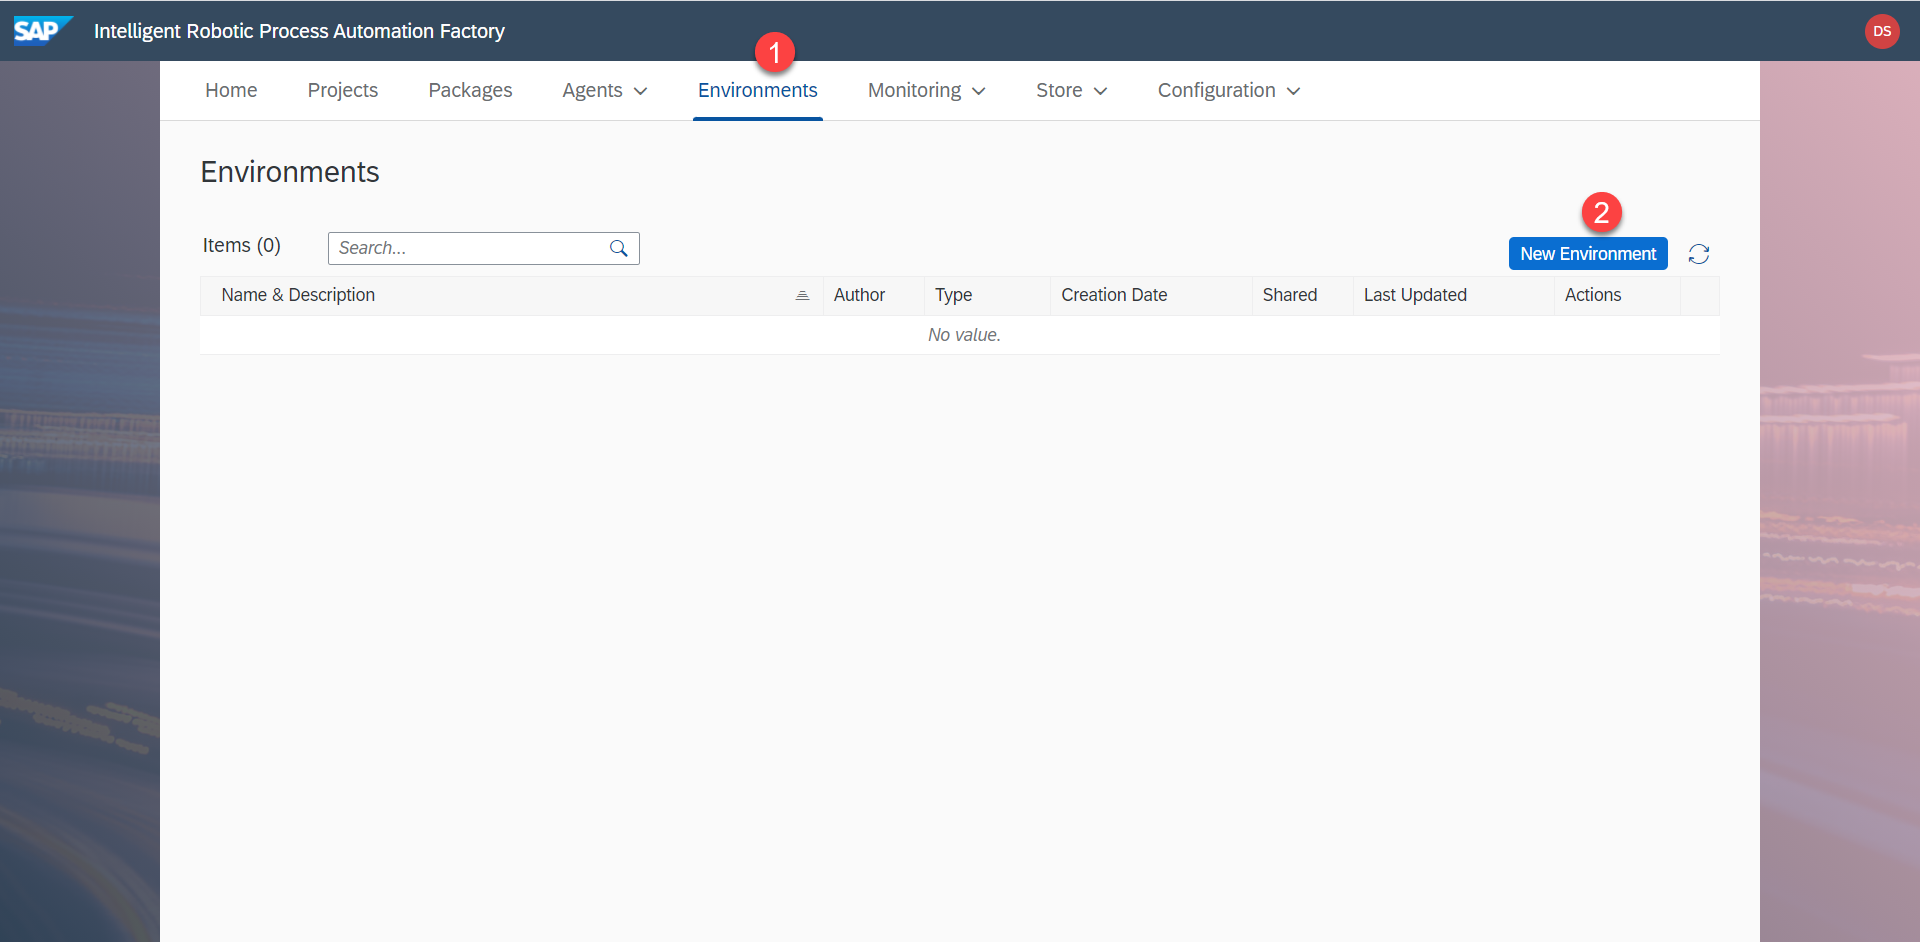 SAP Intelligent Robotic Process Automation Factory DS
1
Home Projects Packages Agents Environments Monitoring Store Configuration
Environments
2
Items (0) Search... New Environment
Name & Description Author Type Creation Date Shared Last Updated Actions
No value.